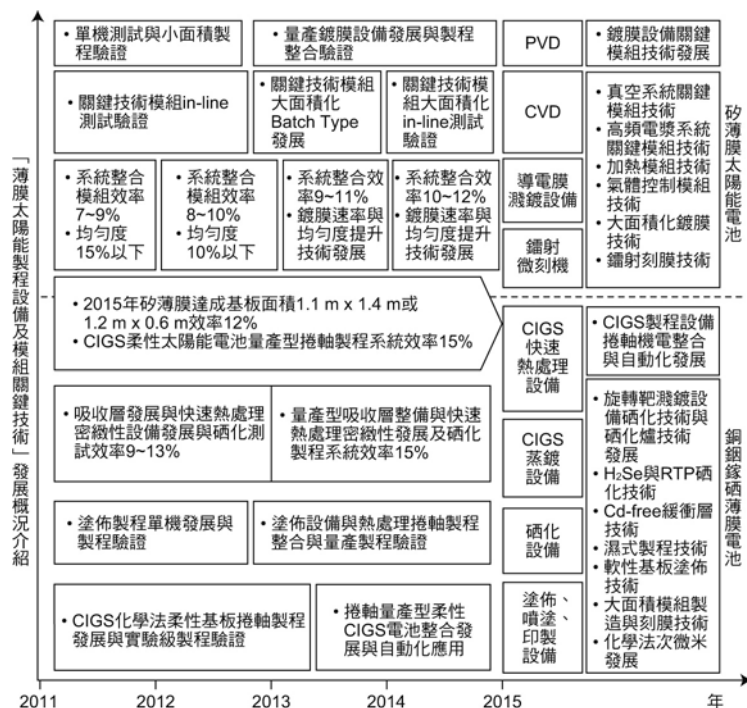 「薄膜太陽能製程設備及模組關鍵技術」發展概況介紹
• 單機測試與小面積製
程驗證
• 量產鍍膜設備發展與製程
整合驗證
PVD
• 鍍膜設備關鍵
模組技術發展
• 關鍵技術模組in-line
測試驗證
• 關鍵技術模組
大面積化
Batch Type
發展
• 關鍵技術模
組大面積化
in-line測試
驗證
CVD
• 真空系統關鍵
模組技術
• 高頻電漿系統
關鍵模組技術
• 加熱模組技術
• 氣體控制模組
技術
• 大面積化鍍膜
技術
• 鐳射刻膜技術
矽薄膜太陽能電池
• 系統整合
模組效率
7~9%
• 均勻度
15%以下
• 系統整合
模組效率
8~10%
• 均勻度
10%以下
• 系統整合效
率9~11%
• 鍍膜速率與
均勻度提升
技術發展
• 系統整合效
率10~12%
• 鍍膜速率與
均勻度提升
技術發展
導電膜
濺鍍設備
鐳射
微刻機
• 2015年矽薄膜達成基板面積1.1 m x 1.4 m或
1.2 m x 0.6 m效率12%
• CIGS柔性太陽能電池量產型捲軸製程系統效率15%
CIGS
快速
熱處理
設備
• CIGS製程設備
捲軸機電整合
與自動化發展
• 吸收層發展與快速熱處理
密緻性設備發展與硒化測
試效率9~13%
• 量產型吸收層整備與快速
熱處理密緻性發展及硒化
製程系統效率15%
CIGS
蒸鍍
設備
• 旋轉靶濺鍍設
備硒化技術與
硒化爐技術
發展
• H₂Se與RTP硒
化技術
• Cd-free緩衝層
技術
• 濕式製程技術
• 軟性基板塗佈
技術
• 大面積模組製
造與刻膜技術
• 化學法次微米
發展
銅銦鎵硒薄膜電池
• 塗佈製程單機發展與
製程驗證
• 塗佈設備與熱處理捲軸製程
整合與量產製程驗證
硒化
設備
• CIGS化學法柔性基板捲軸製程
發展與實驗級製程驗證
• 捲軸量產型柔性
CIGS電池整合發
展與自動化應用
塗佈、
噴塗、
印製
設備
2011 2012 2013 2014 2015 年